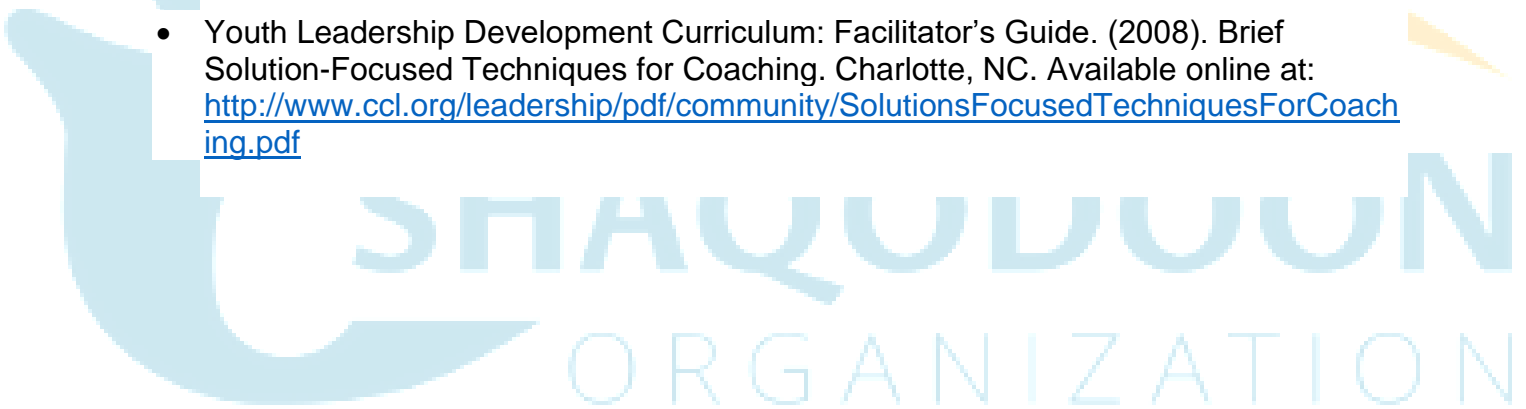 • Youth Leadership Development Curriculum: Facilitator’s Guide. (2008). Brief
Solution-Focused Techniques for Coaching. Charlotte, NC. Available online at:
http://www.ccl.org/leadership/pdf/community/SolutionsFocusedTechniquesForCoach
ing.pdf
SHAQODOON
ORGANIZATION